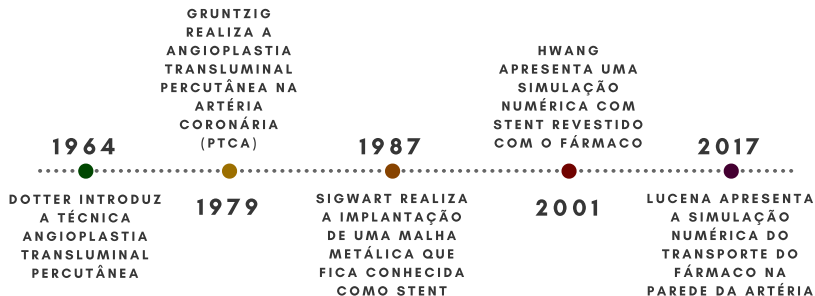 1964
DOTTER INTRODUZ
A TÉCNICA
ANGIOPLASTIA
TRANSLUMINAL
PERCUTÂNEA
GRUNTZIG
REALIZA A
ANGIOPLASTIA
TRANSLUMINAL
PERCUTÂNEA NA
ARTÉRIA
CORONÁRIA
(PTCA)
1979
1987
SIGWART REALIZA
A IMPLANTAÇÃO
DE UMA MALHA
METÁLICA QUE
FICA CONHECIDA
COMO STENT
HWANG
APRESENTA UMA
SIMULAÇÃO
NUMÉRICA COM
STENT REVESTIDO
COM O FÁRMACO
2001
2017
LUCENA APRESENTA
A SIMULAÇÃO
NUMÉRICA DO
TRANSPORTE DO
FÁRMACO NA
PAREDE DA ARTÉRIA